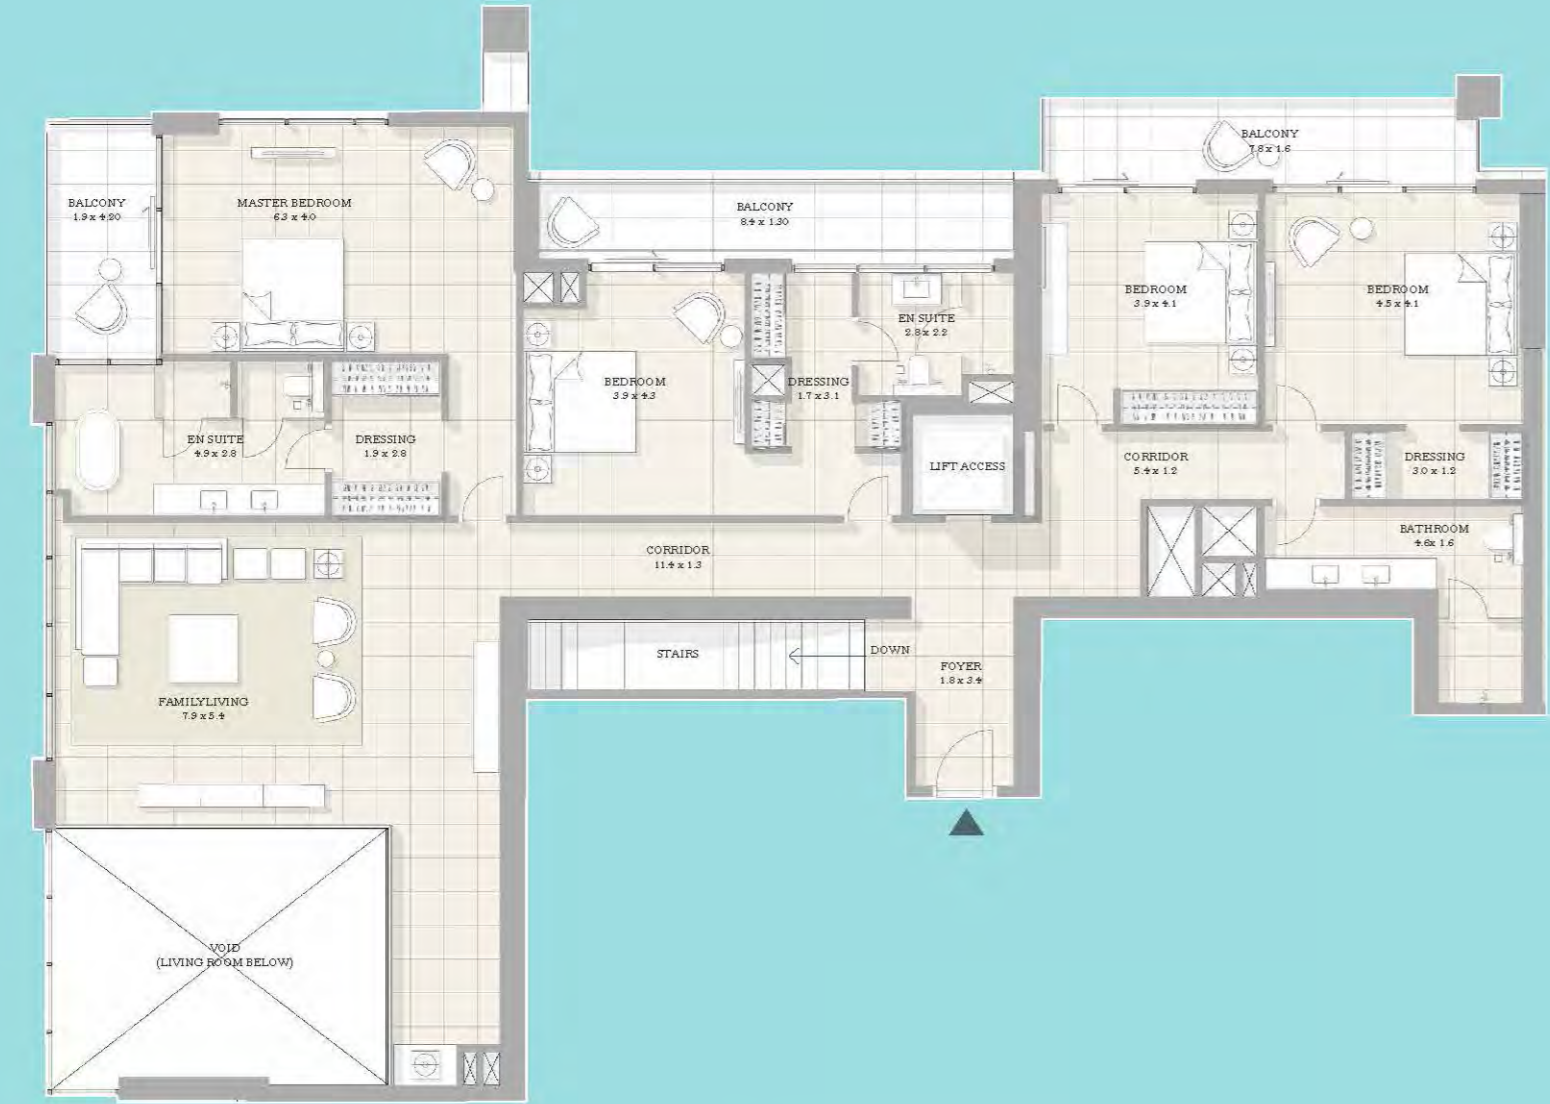 BALCONY
7.8 x 1.6
BALCONY
1.9 x 4.20
MASTER BEDROOM
6.3 x 4.0
BALCONY
8.4 x 1.30
BEDROOM
3.9 x 4.1
BEDROOM
4.5 x 4.1
EN SUITE
2.8 x 2.2
BEDROOM
3.9 x 4.3
DRESSING
1.7 x 3.1
EN SUITE
4.9 x 2.8
DRESSING
1.9 x 2.8
LIFT ACCESS
CORRIDOR
5.4 x 1.2
DRESSING
3.0 x 1.2
BATHROOM
4.6x 1.6
CORRIDOR
11.4 x 1.3
STAIRS
DOWN
FOYER
1.8 x 3.4
FAMILYLIVING
7.9 x 5.4
VOID
(LIVING ROOM BELOW)